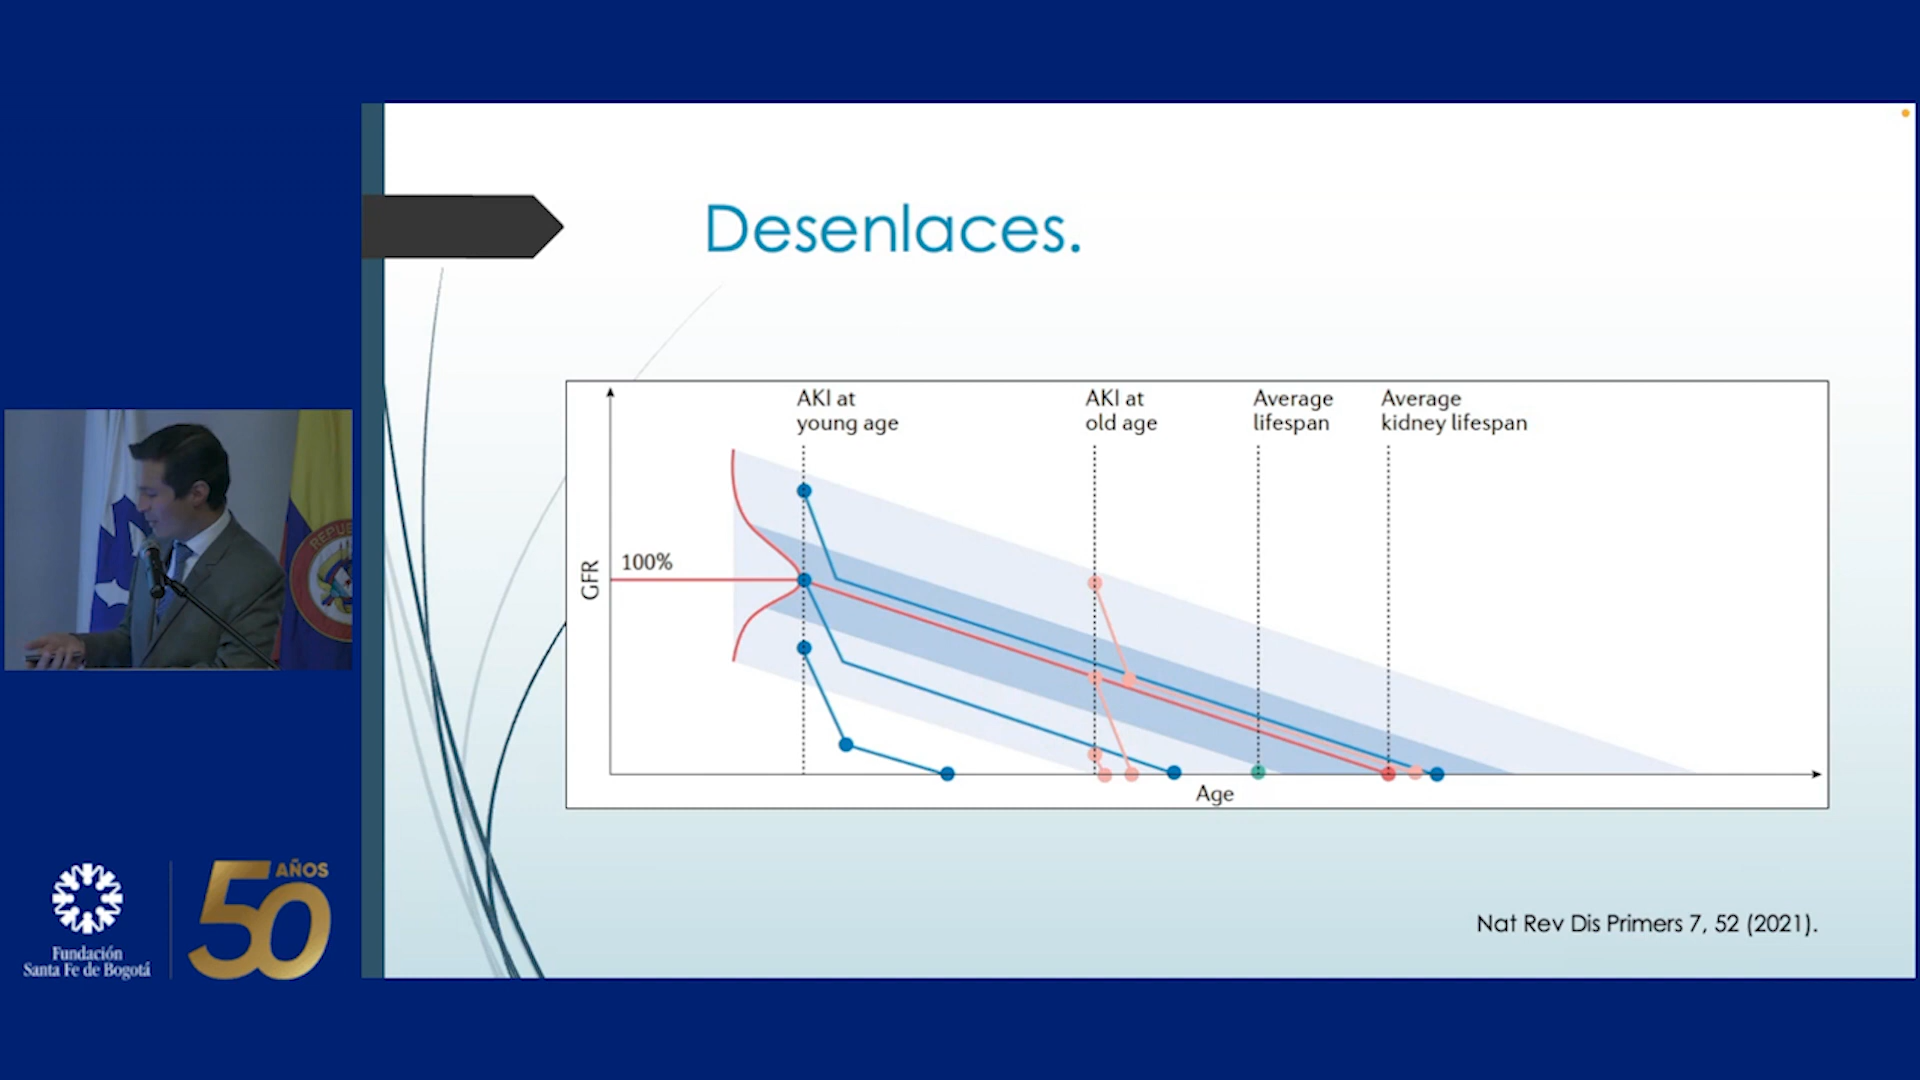 Desenlaces.
AKI at
young age
AKI at
old age
Average
lifespan
Average
kidney lifespan
100%
GFR
Age
Nat Rev Dis Primers 7, 52 (2021).
REPUB
Fundación
Santa Fe de Bogotá
50
AÑOS